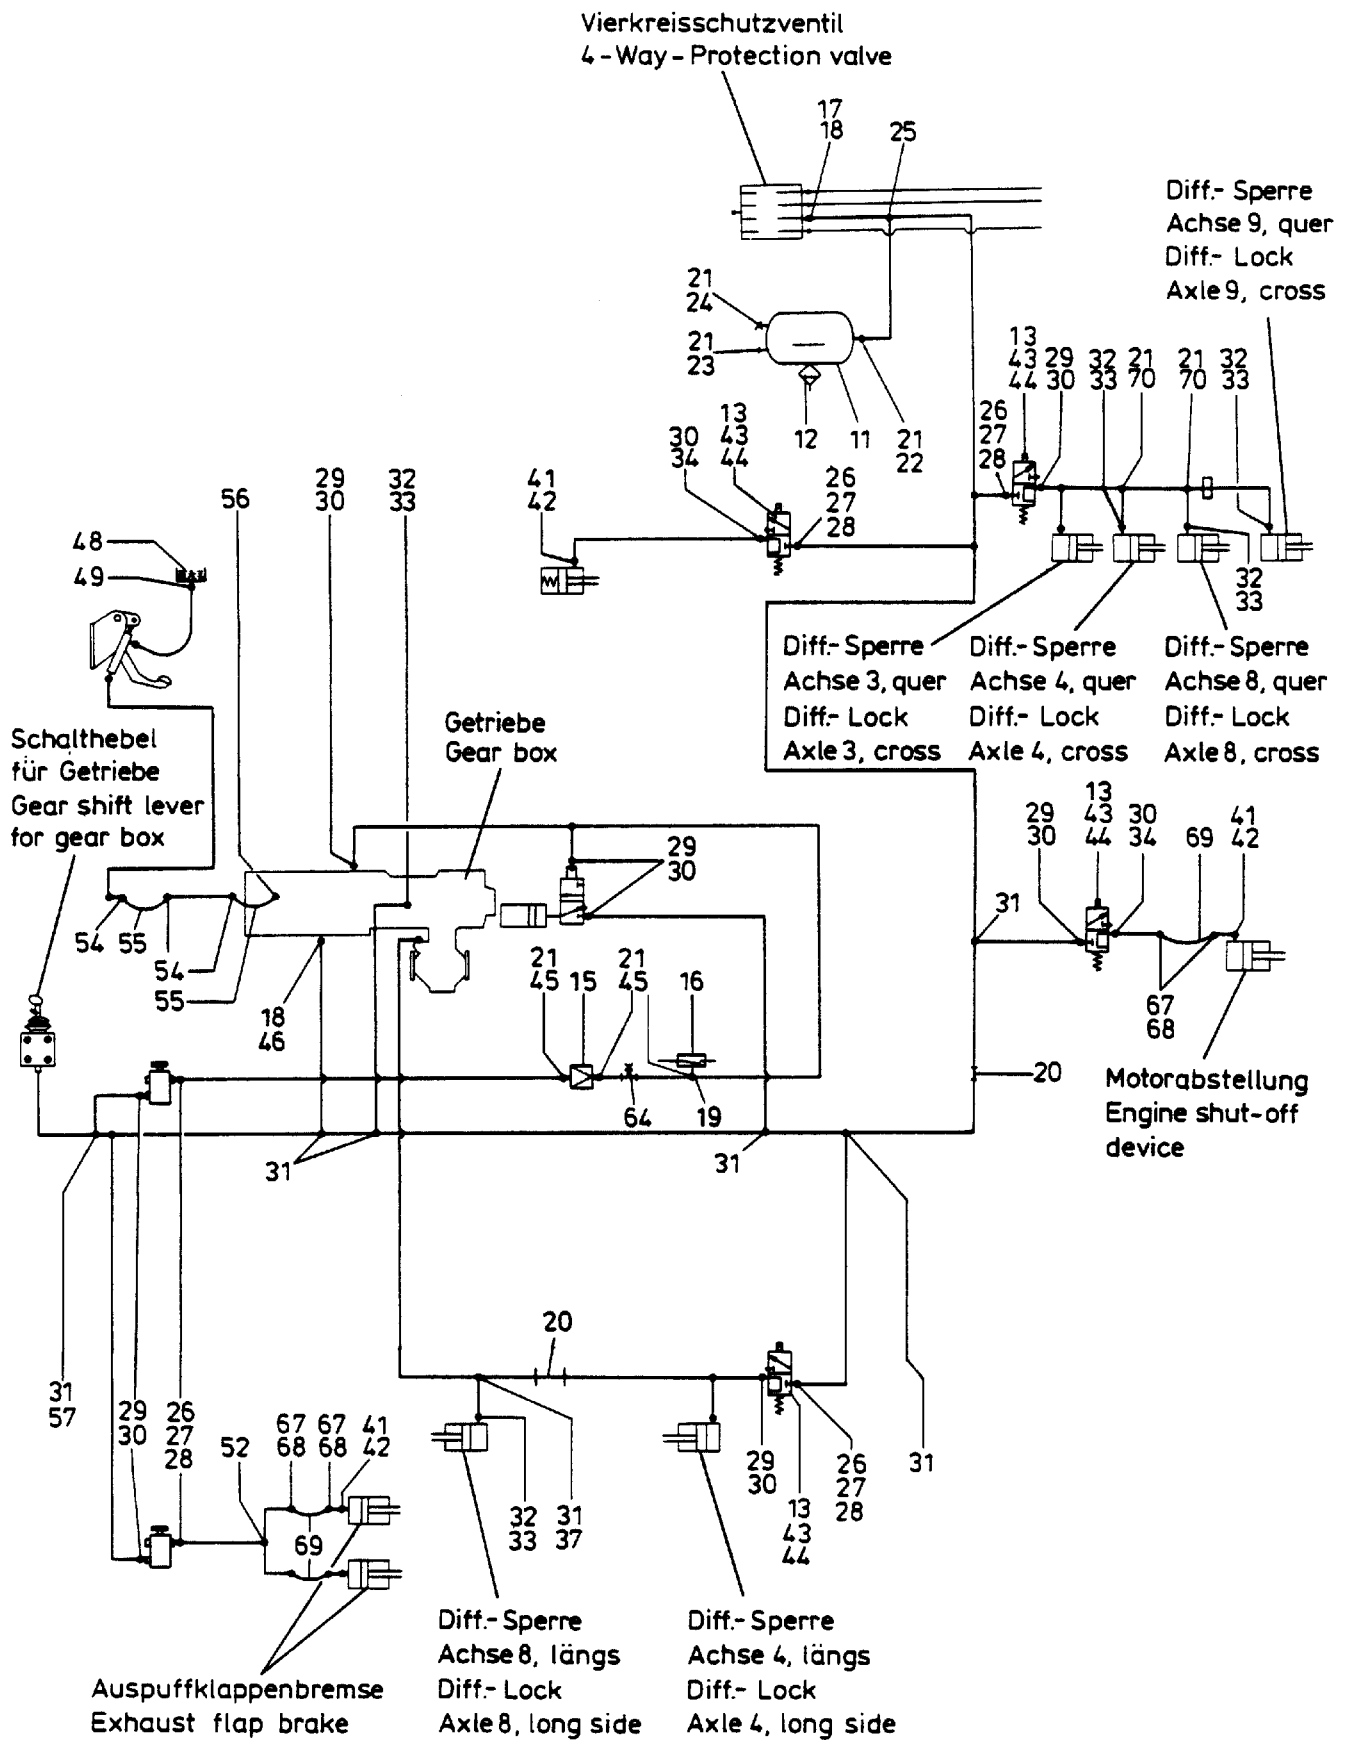 Vierkreisschutzventil
4-Way-Protection valve
17
18
25
Diff.- Sperre
Achse 9, quer
Diff.- Lock
Axle 9, cross
21
24
21
23
12
11
21
22
13
43
44
29
30
32
33
21
70
21
70
32
33
26
27
28
30
34
13
43
44
26
27
28
41
42
56
29
30
32
33
48
49
32
33
Diff.-Sperre
Achse 3, quer
Diff.- Lock
Axle 3, cross
Diff.-Sperre
Achse 4, quer
Diff.- Lock
Axle 4, cross
Diff.-Sperre
Achse 8, quer
Diff.- Lock
Axle 8, cross
Schalthebel
für Getriebe
Gear shift lever
for gear box
Getriebe
Gear box
29
30
29
30
13
43
44
30
34
69
41
42
31
54
55
54
55
18
46
21
45
15
21
45
16
67
68
20
64
19
Motorabstellung
Engine shut-off
device
31
31
20
31
57
29
30
26
27
28
52
67
68
67
68
41
42
69
32
33
31
37
29
30
13
43
44
26
27
28
31
Auspuffklappenbremse
Exhaust flap brake
Diff.-Sperre
Achse 8, längs
Diff.- Lock
Axle 8, long side
Diff.-Sperre
Achse 4, längs
Diff.- Lock
Axle 4, long side